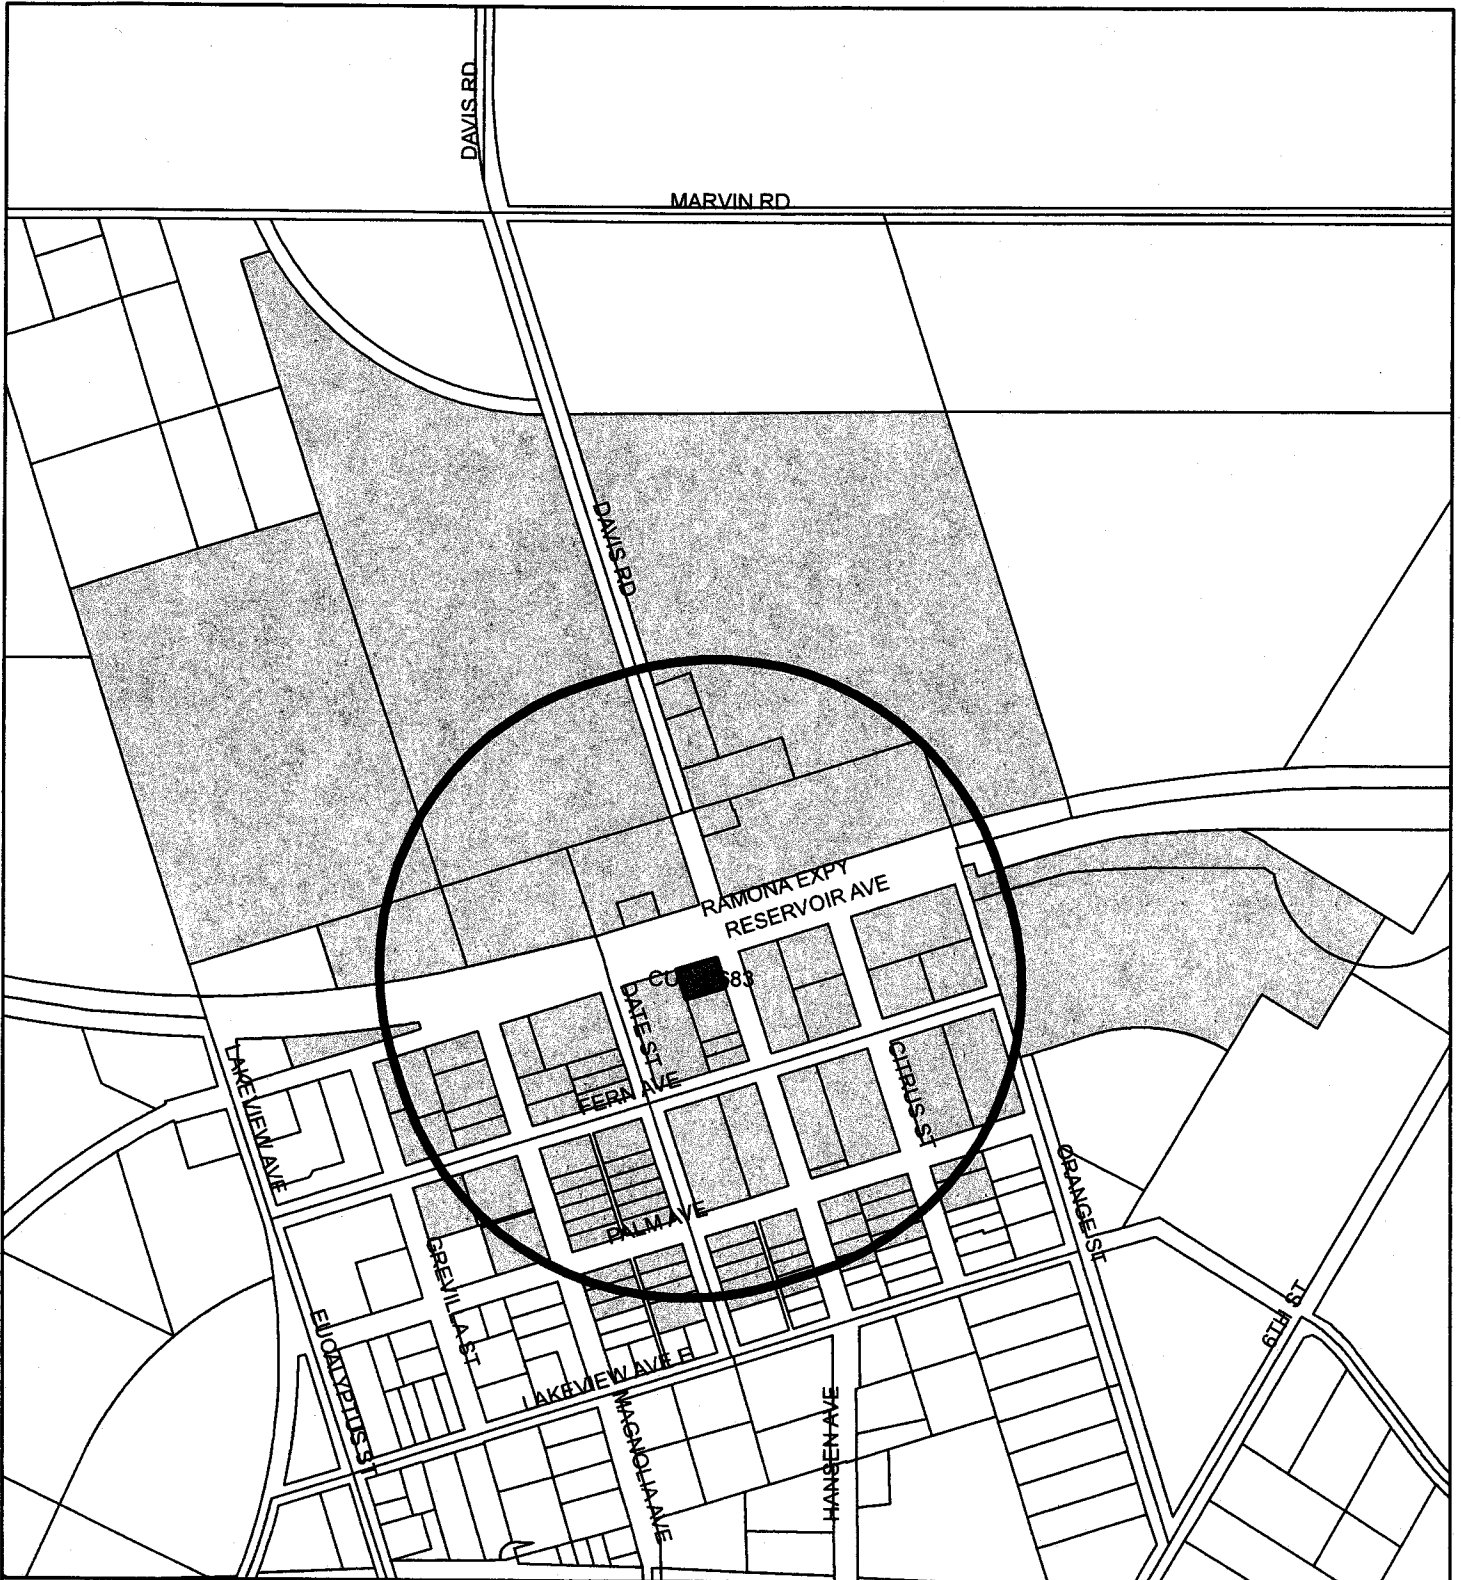 DAVIS RD
MARVIN RD
DAVIS RD
RAMONA EXPY
RESERVOIR AVE
DATE ST
FERN AVE
CITRUS ST
LAKEVIEW AVE
ORANGE ST
PALM AVE
GREVILLA ST
6TH ST
EUCALYPTUS ST
LAKEVIEW AVE E
MAGNOLIA AVE
HANSEN AVE